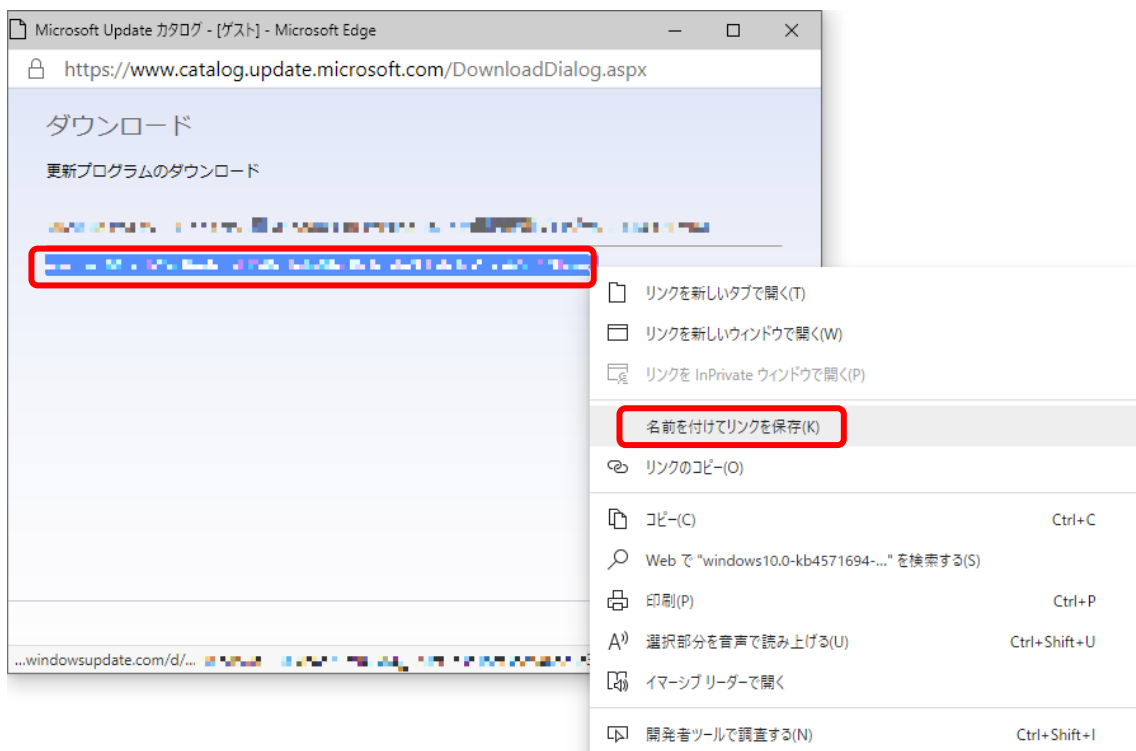 Microsoft Update カタログ - [ゲスト] - Microsoft Edge
https://www.catalog.update.microsoft.com/DownloadDialog.aspx
ダウンロード
更新プログラムのダウンロード
リンクを新しいタブで開く(T)
リンクを新しいウィンドウで開く(W)
リンクを InPrivate ウィンドウで開く(P)
名前を付けてリンクを保存(K)
リンクのコピー(O)
コピー(C) Ctrl+C
Web で "windows10.0-kb4571694-..." を検索する(S)
印刷(P) Ctrl+P
選択部分を音声で読み上げる(U) Ctrl+Shift+U
...windowsupdate.com/d/...
イマーシブ リーダーで開く
開発者ツールで調査する(N) Ctrl+Shift+I